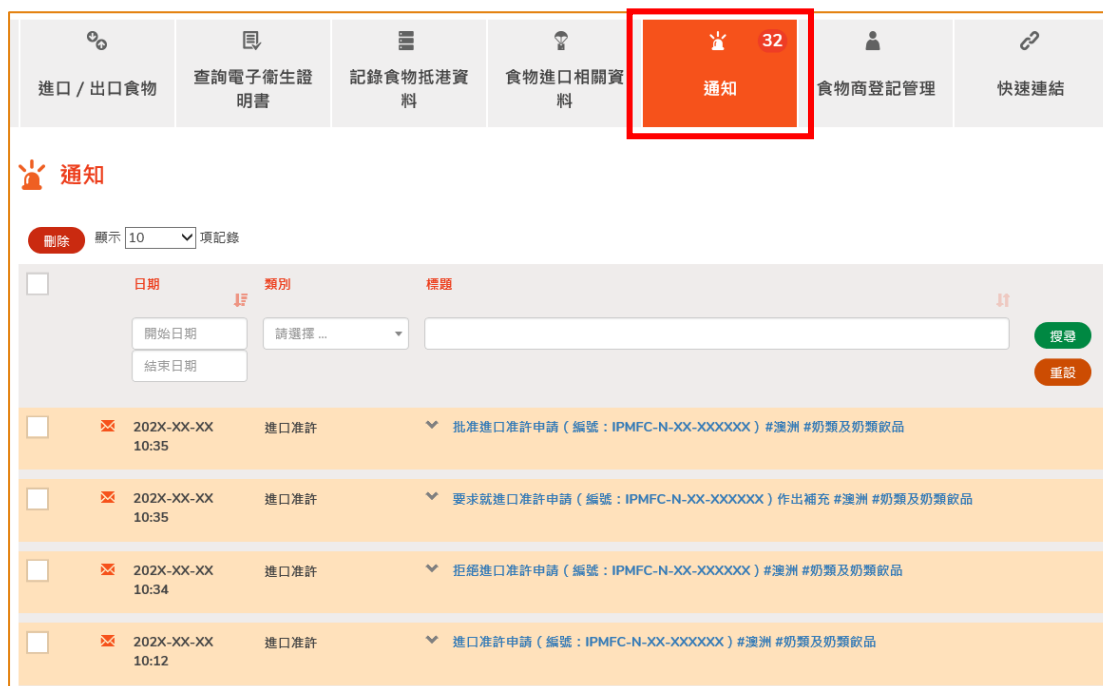 進口 / 出口食物
查詢電子衞生證
明書
記錄食物抵港資
料
食物進口相關資
料
32
通知
食物商登記管理
快速連結
通知
刪除 顯示 10 項記錄
日期 類別 標題
開始日期 請選擇 ... 搜尋
結束日期 重設
202X-XX-XX 進口准許 批准進口准許申請 ( 編號 : IPMFC-N-XX-XXXXXX ) #澳洲 #奶類及奶類飲品
10:35
202X-XX-XX 進口准許 要求就進口准許申請 ( 編號 : IPMFC-N-XX-XXXXXX ) 作出補充 #澳洲 #奶類及奶類飲品
10:35
202X-XX-XX 進口准許 拒絕進口准許申請 ( 編號 : IPMFC-N-XX-XXXXXX ) #澳洲 #奶類及奶類飲品
10:34
202X-XX-XX 進口准許 進口准許申請 ( 編號 : IPMFC-N-XX-XXXXXX ) #澳洲 #奶類及奶類飲品
10:12